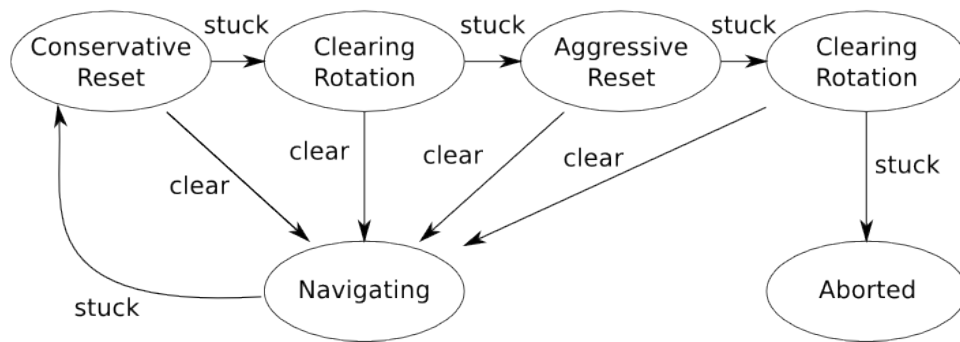 stuck
stuck
stuck
Conservative
Reset
Clearing
Rotation
Aggressive
Reset
Clearing
Rotation
clear
clear
clear
clear
stuck
Navigating
Aborted
stuck